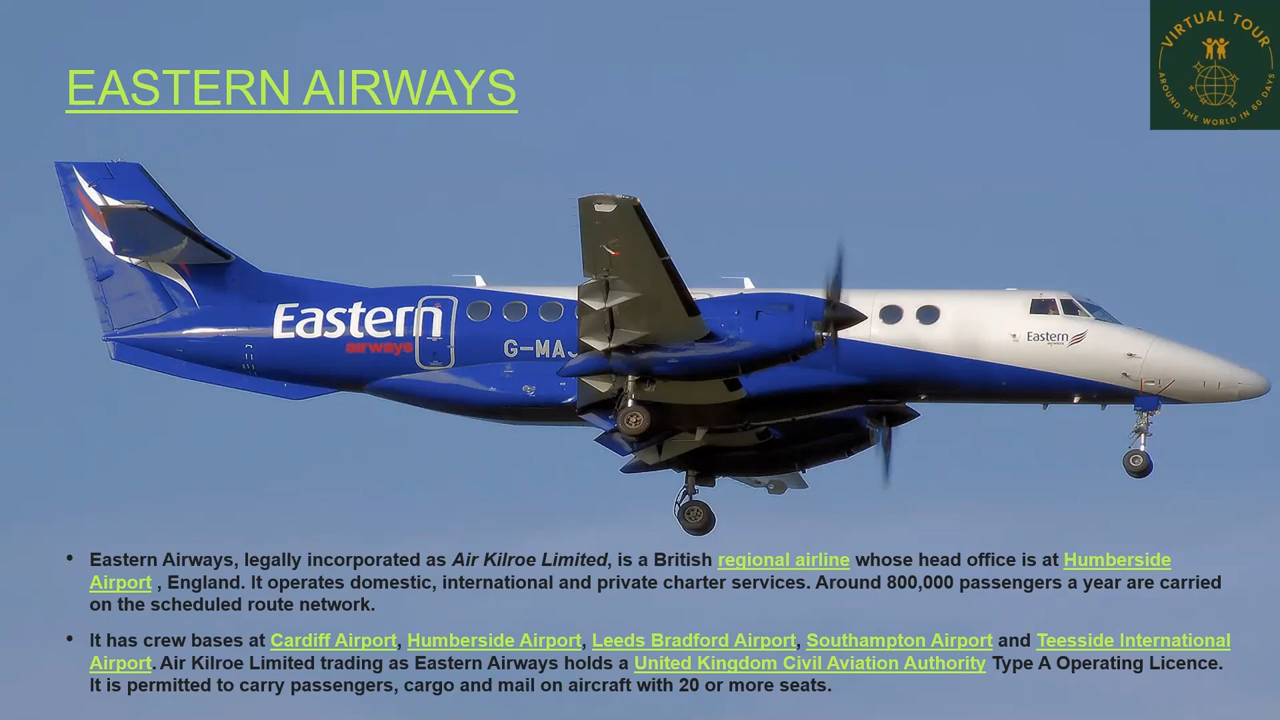 VIRTUAL TOUR
AROUND THE WORLD IN 60 DAYS
EASTERN AIRWAYS
Eastern
airways
G-MAJ
Eastern
airways
• Eastern Airways, legally incorporated as Air Kilroe Limited, is a British regional airline whose head office is at Humberside
Airport , England. It operates domestic, international and private charter services. Around 800,000 passengers a year are carried
on the scheduled route network.
• It has crew bases at Cardiff Airport, Humberside Airport, Leeds Bradford Airport, Southampton Airport and Teesside International
Airport. Air Kilroe Limited trading as Eastern Airways holds a United Kingdom Civil Aviation Authority Type A Operating Licence.
It is permitted to carry passengers, cargo and mail on aircraft with 20 or more seats.